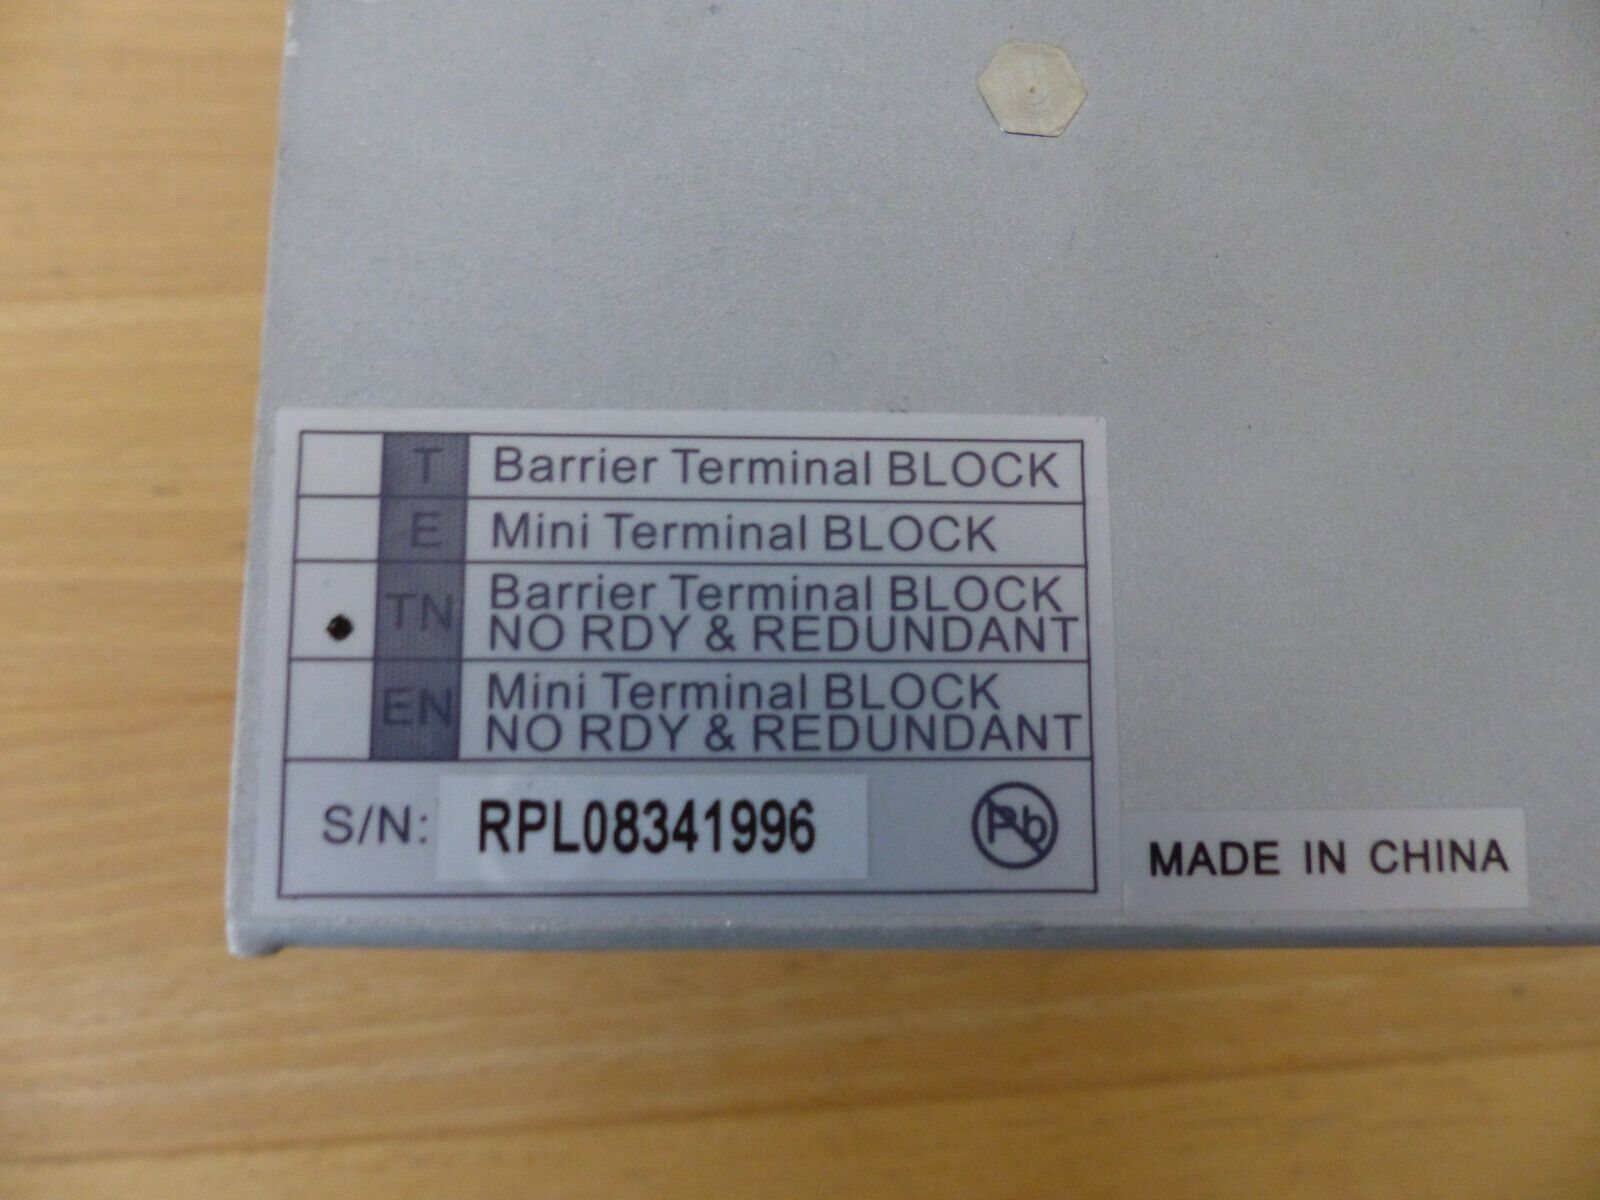 T Barrier Terminal BLOCK
E Mini Terminal BLOCK
TN Barrier Terminal BLOCK
NO RDY & REDUNDANT
EN Mini Terminal BLOCK
NO RDY & REDUNDANT
S/N: RPL08341996 Pb
MADE IN CHINA